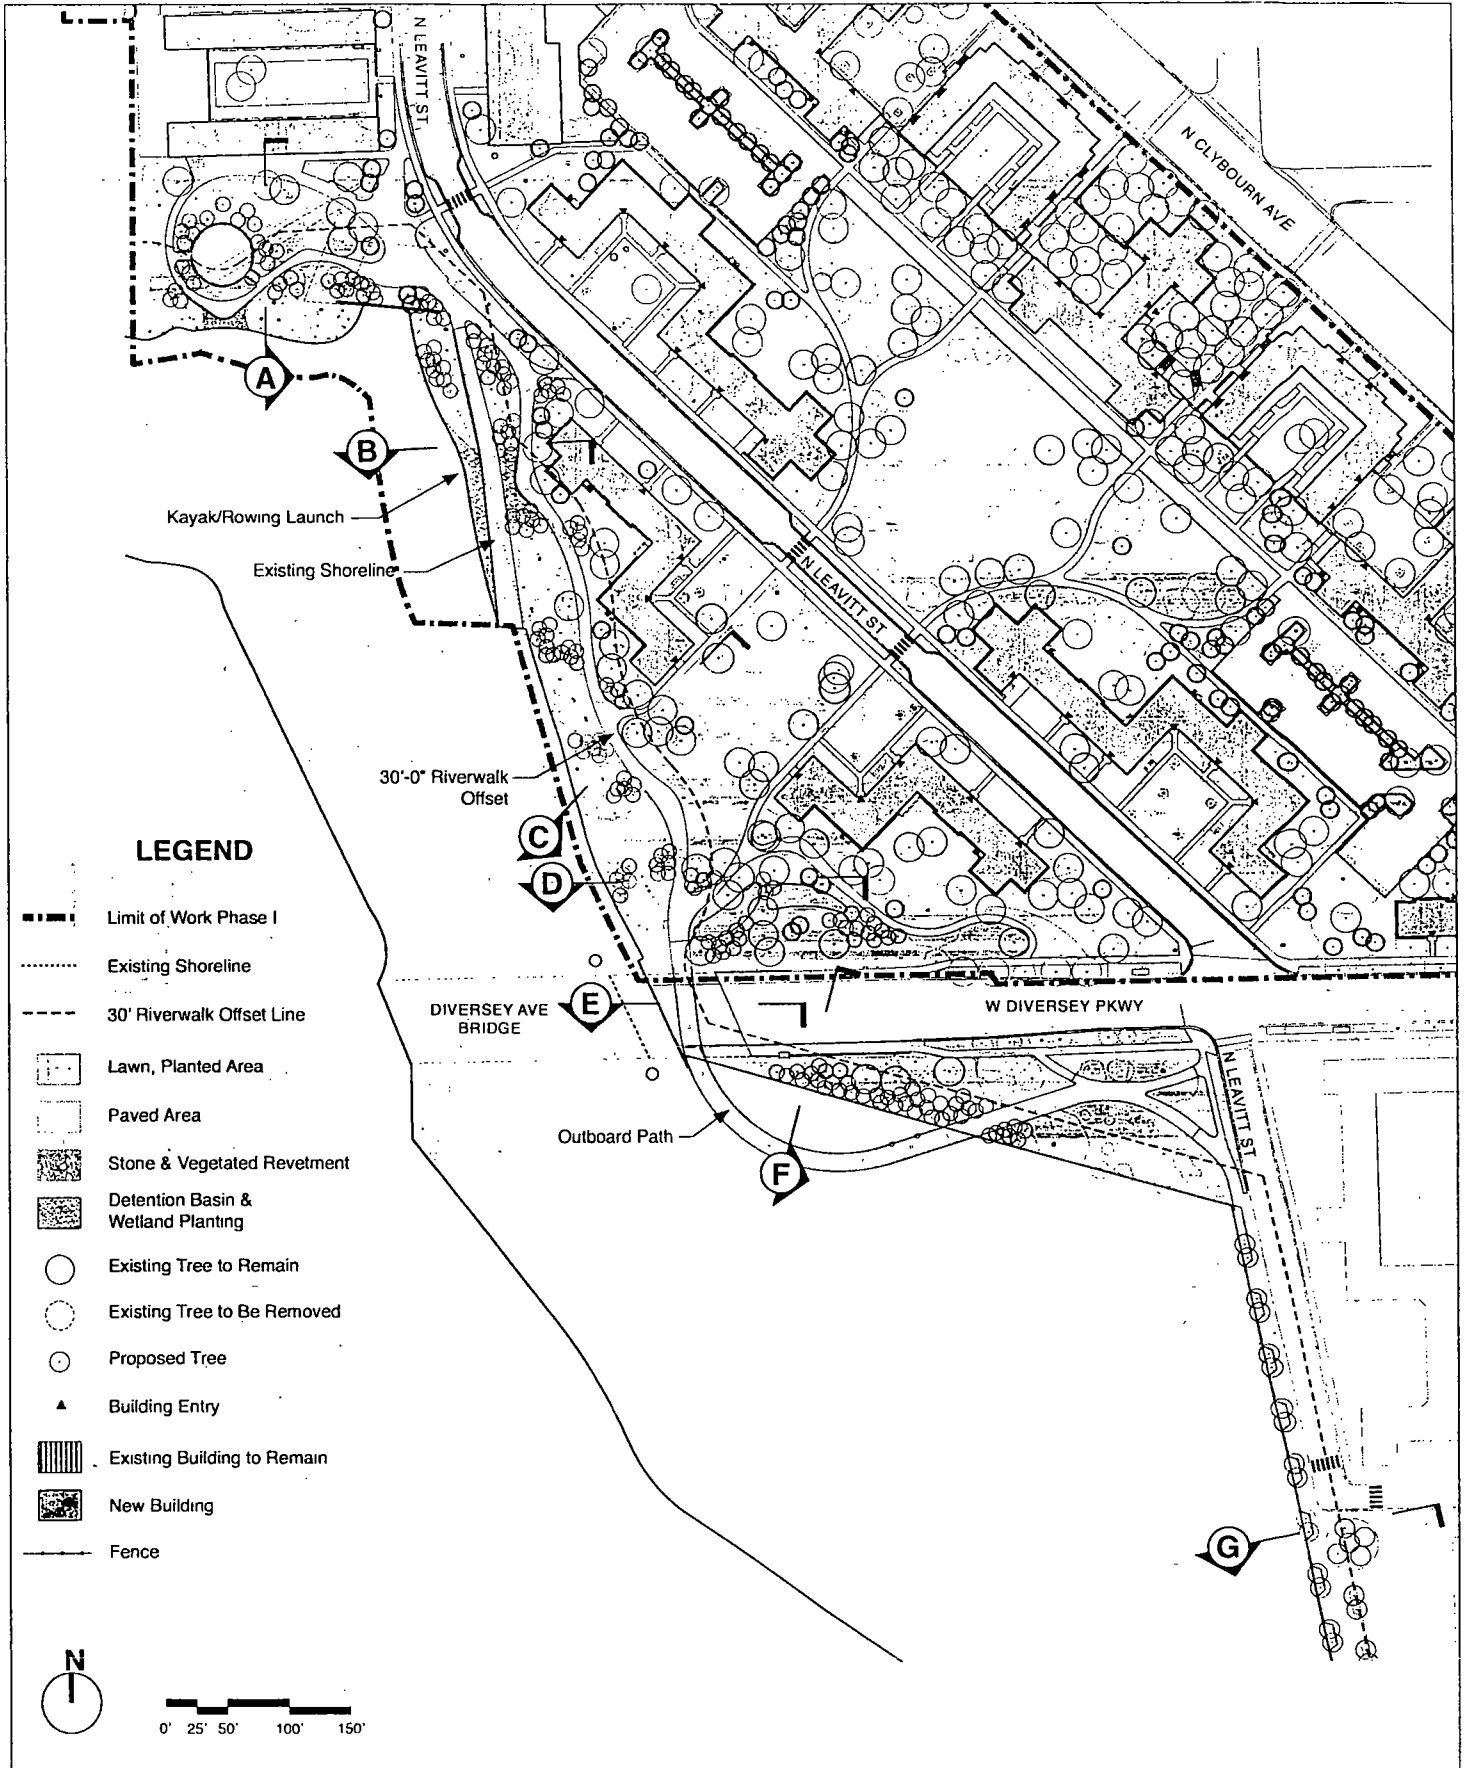 N LEAVITT ST
N CLYBOURN AVE
A
B
Kayak/Rowing Launch
Existing Shoreline
N LEAVITT ST
30'-0" Riverwalk
Offset
C
D
LEGEND
Limit of Work Phase I
Existing Shoreline
30' Riverwalk Offset Line
Lawn, Planted Area
Paved Area
Stone & Vegetated Revetment
Detention Basin &
Wetland Planting
Existing Tree to Remain
Existing Tree to Be Removed
Proposed Tree
Building Entry
Existing Building to Remain
New Building
Fence
DIVERSEY AVE
BRIDGE
E
W DIVERSEY PKWY
N LEAVITT ST
Outboard Path
F
G
N
0' 25' 50' 100' 150'